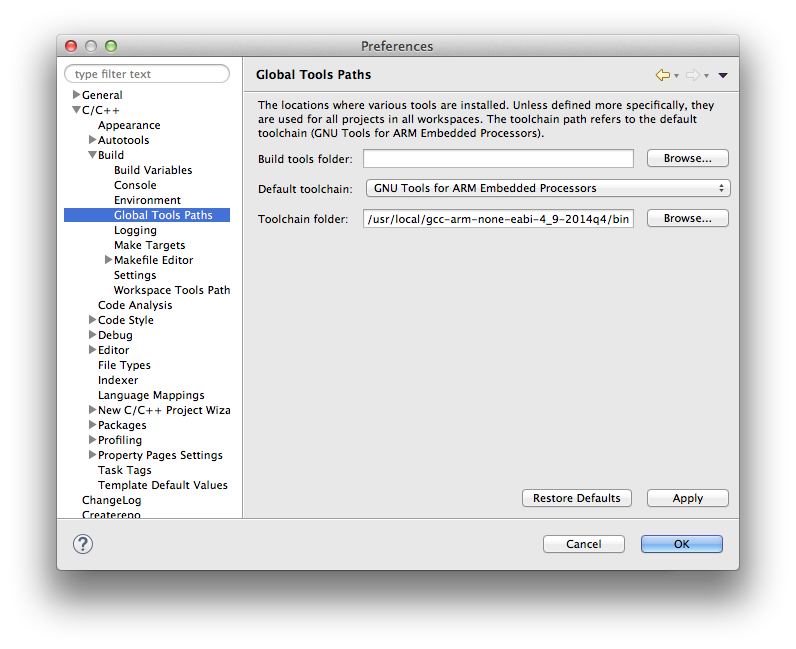 Preferences
type filter text
General
C/C++
Appearance
Autotools
Build
Build Variables
Console
Environment
Global Tools Paths
Logging
Make Targets
Makefile Editor
Settings
Workspace Tools Path
Code Analysis
Code Style
Debug
Editor
File Types
Indexer
Language Mappings
New C/C++ Project Wiza
Packages
Profiling
Property Pages Settings
Task Tags
Template Default Values
ChangeLog
Createrepo
Global Tools Paths
The locations where various tools are installed. Unless defined more specifically, they
are used for all projects in all workspaces. The toolchain path refers to the default
toolchain (GNU Tools for ARM Embedded Processors).
Build tools folder:
Browse...
Default toolchain: GNU Tools for ARM Embedded Processors
Toolchain folder: /usr/local/gcc-arm-none-eabi-4_9-2014q4/bin Browse...
Restore Defaults Apply
? Cancel OK